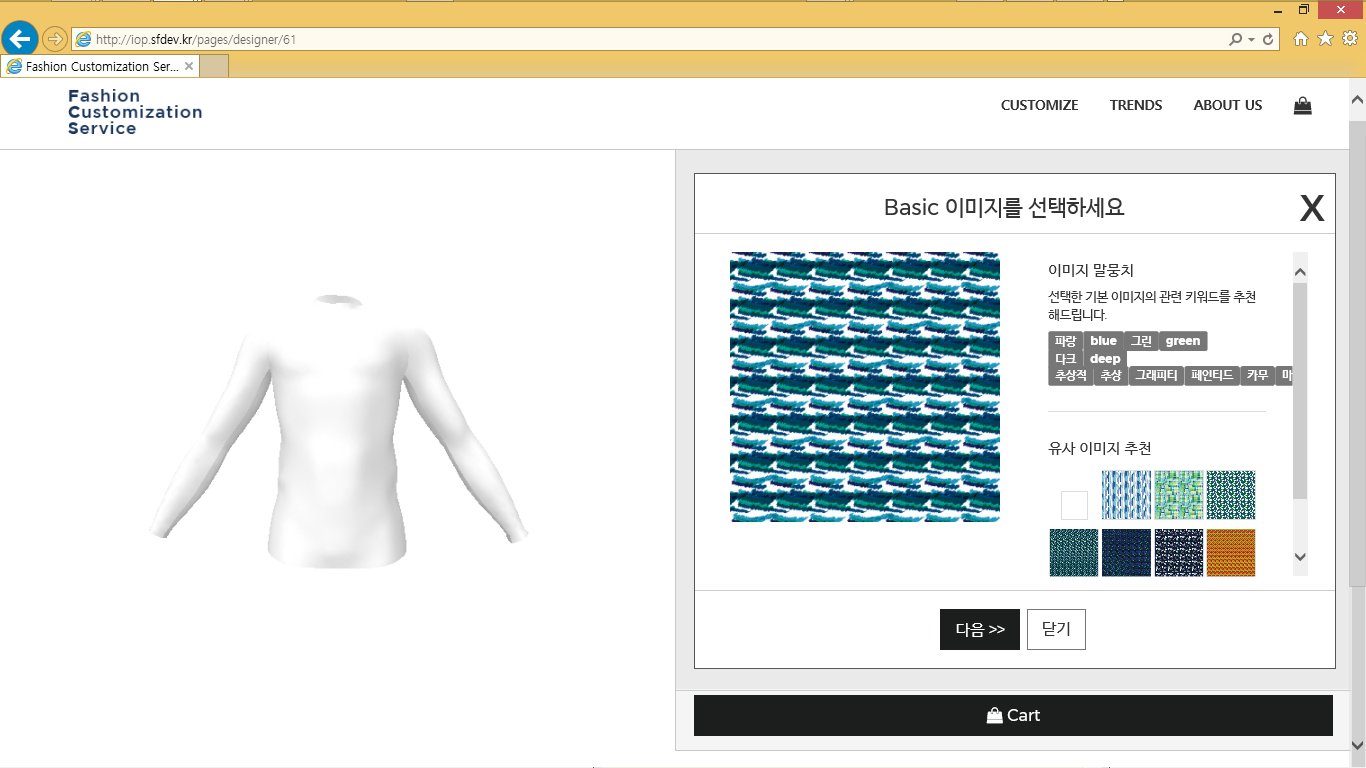 http://iop.sfdev.kr/pages/designer/61
Fashion Customization Ser...
Fashion
Customization
Service
CUSTOMIZE TRENDS ABOUT US
Basic 이미지를 선택하세요 X
이미지 말뭉치
선택한 기본 이미지의 관련 키워드를 추천
해드립니다.
파랑 blue 그린 green
다크 deep
추상적 추상 그래피티 페인티드 카무
유사 이미지 추천
다음 >> 닫기
Cart